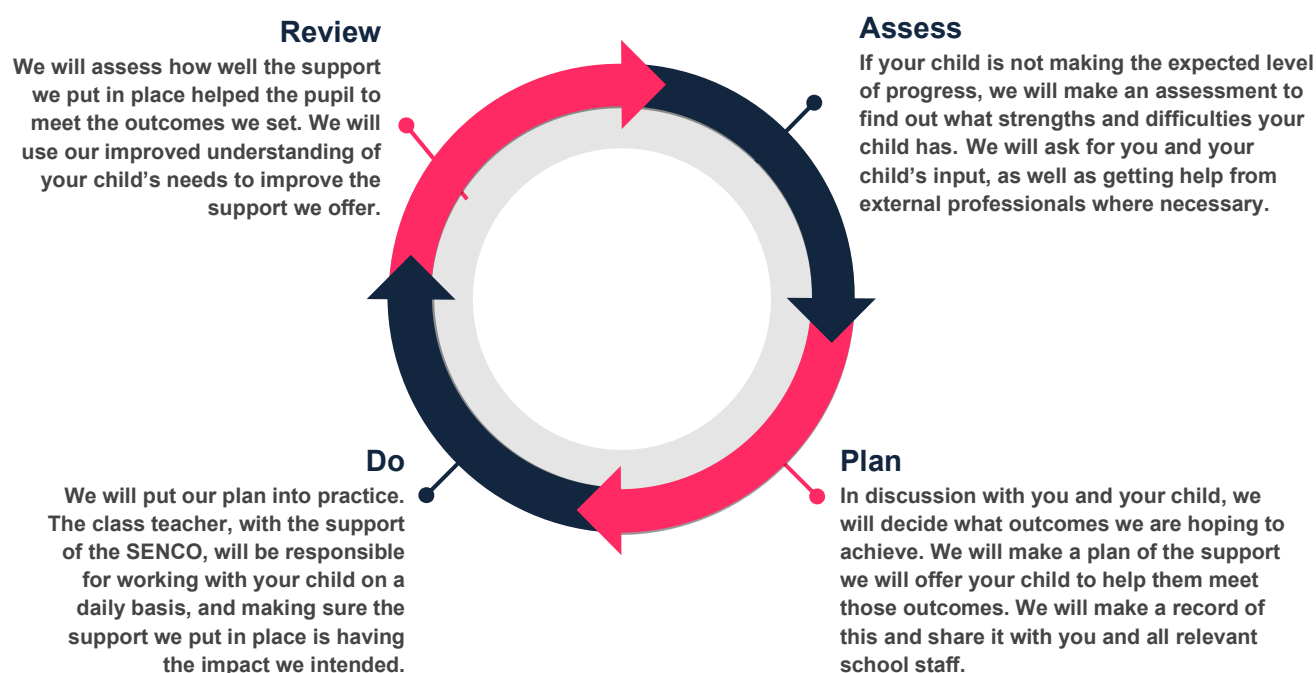 Review
We will assess how well the support
we put in place helped the pupil to
meet the outcomes we set. We will
use our improved understanding of
your child’s needs to improve the
support we offer.
Assess
If your child is not making the expected level
of progress, we will make an assessment to
find out what strengths and difficulties your
child has. We will ask for you and your
child’s input, as well as getting help from
external professionals where necessary.
Do
We will put our plan into practice.
The class teacher, with the support
of the SENCO, will be responsible
for working with your child on a
daily basis, and making sure the
support we put in place is having
the impact we intended.
Plan
In discussion with you and your child, we
will decide what outcomes we are hoping to
achieve. We will make a plan of the support
we will offer your child to help them meet
those outcomes. We will make a record of
this and share it with you and all relevant
school staff.